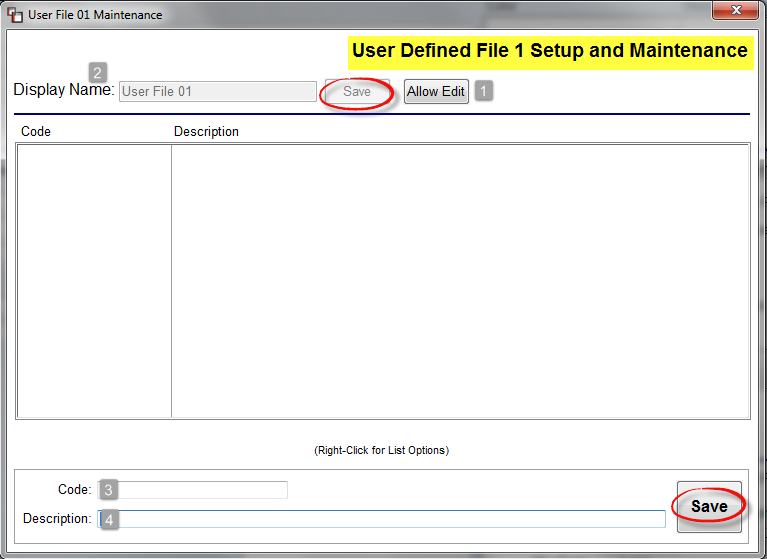 User File 01 Maintenance
User Defined File 1 Setup and Maintenance
2
Display Name: User File 01 Save Allow Edit 1
Code Description
(Right-Click for List Options)
Code: 3
Description: 4
Save